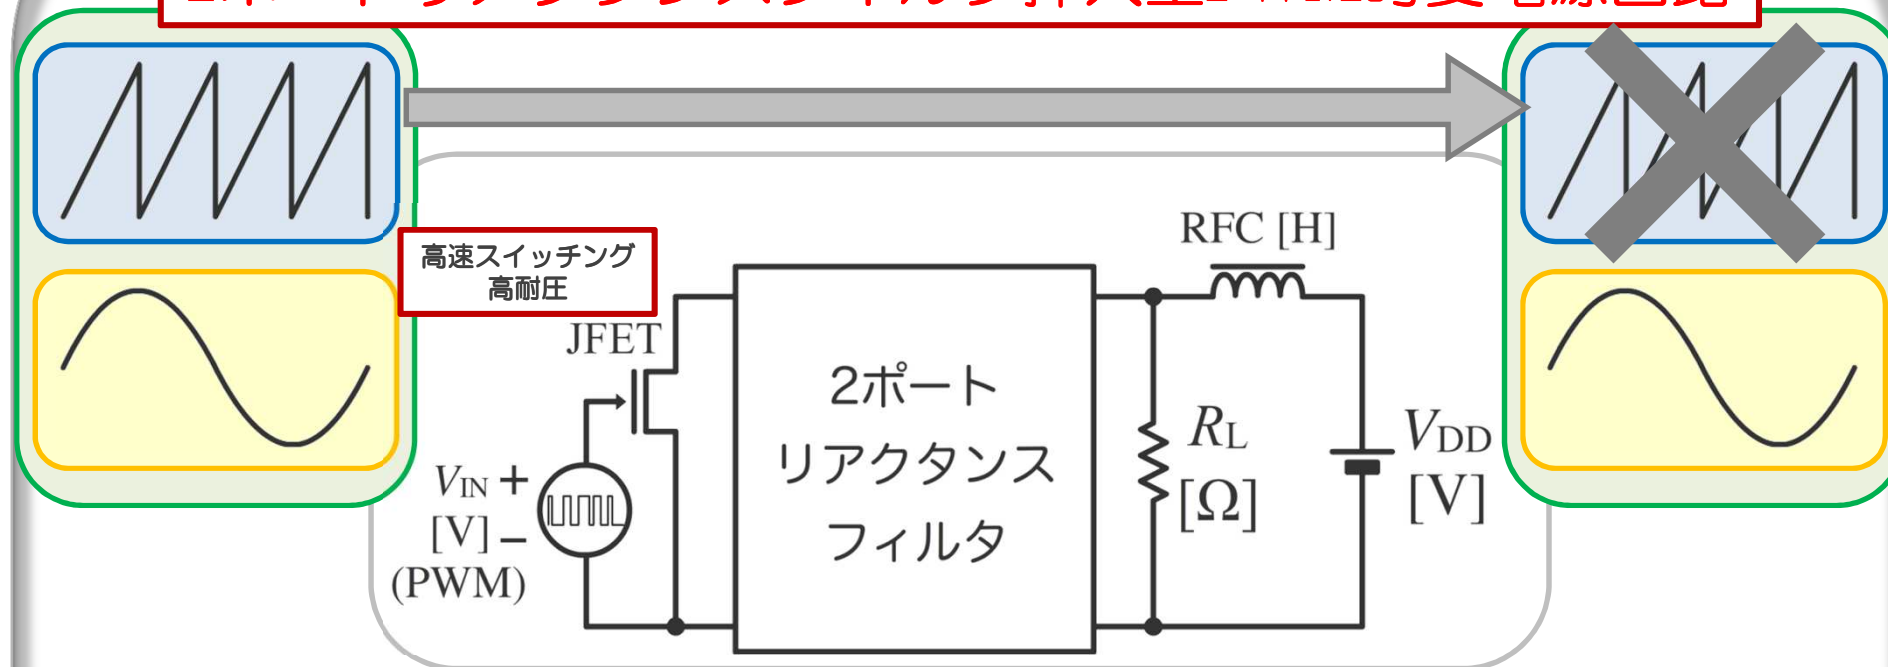 RFC [H]
高速スイッチング
高耐圧
JFET
2ポート
リアクタンス
フィルタ
RL
[Ω]
VDD
[V]
VIN +
[V] −
(PWM)